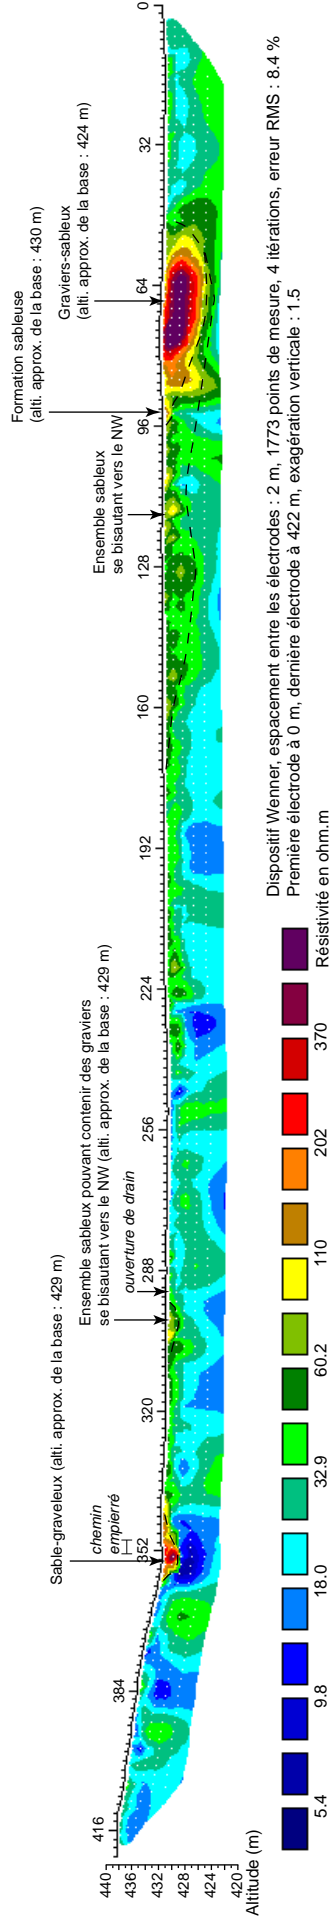 Sable-graveleux (alti. approx. de la base : 429 m)
chemin
empierré
Ensemble sableux pouvant contenir des graviers
se bisautant vers le NW (alti. approx. de la base : 429 m)
ouverture de drain
Ensemble sableux
se bisautant vers le NW
Formation sableuse
(alti. approx. de la base : 430 m)
Graviers-sableux
(alti. approx. de la base : 424 m)
416 384 352 320 288 256 224 192 160 128 96 64 32 0
440
436
432
428
424
420
Altitude (m)
Dispositif Wenner, espacement entre les électrodes : 2 m, 1773 points de mesure, 4 itérations, erreur RMS : 8.4 %
Première électrode à 0 m, dernière électrode à 422 m, exagération verticale : 1.5
5.4 9.8 18.0 32.9 60.2 110 202 370 Résistivité en ohm.m